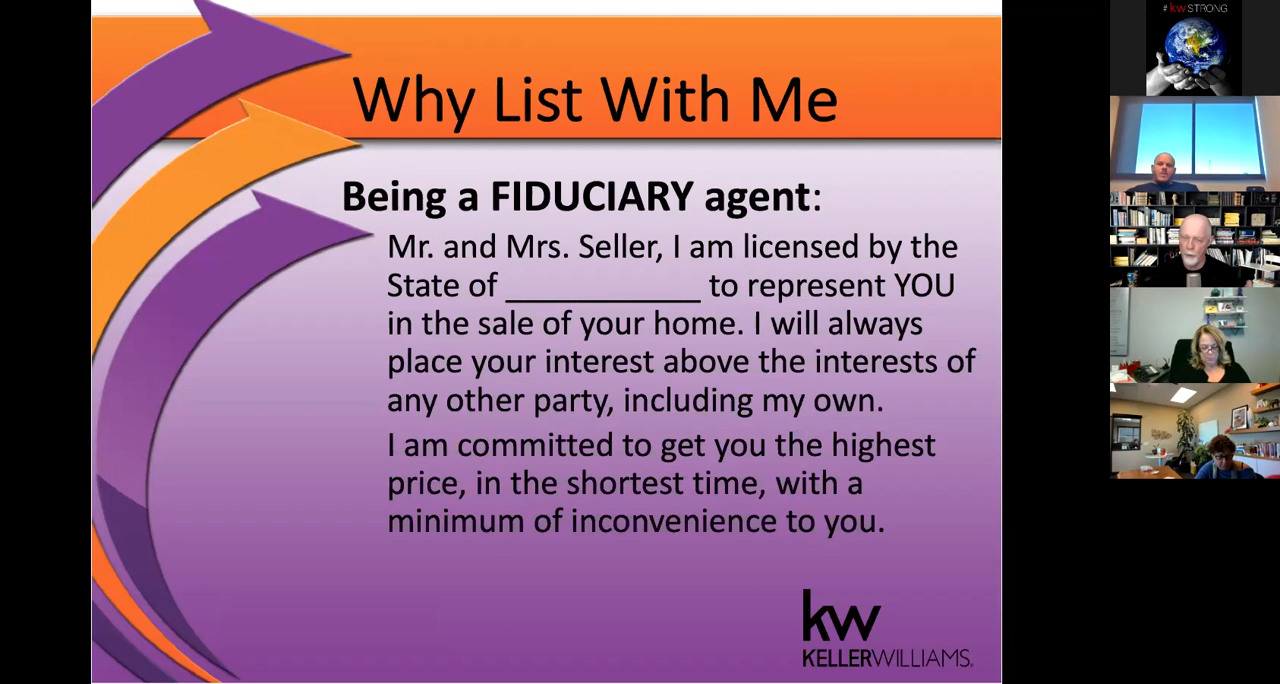 Why List With Me
Being a FIDUCIARY agent:
Mr. and Mrs. Seller, I am licensed by the
State of ___________ to represent YOU
in the sale of your home. I will always
place your interest above the interests of
any other party, including my own.
I am committed to get you the highest
price, in the shortest time, with a
minimum of inconvenience to you.
kw
KELLERWILLIAMS.
#kwSTRONG